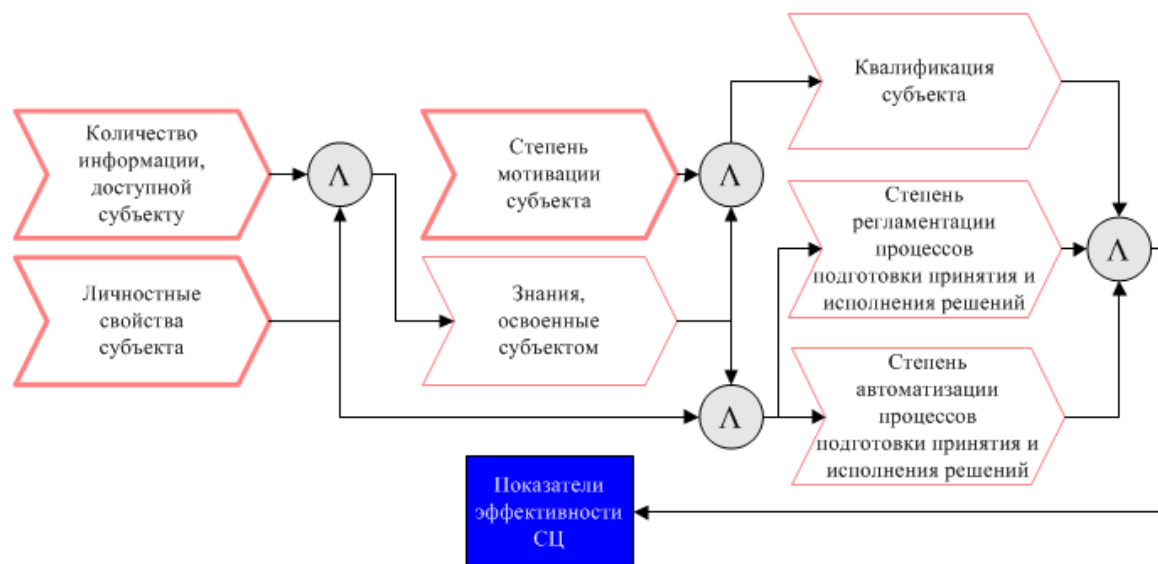 Количество
информации,
доступной
субъекту
Λ
Степень
мотивации
субъекта
Λ
Квалификация
субъекта
Личностные
свойства
субъекта
Знания,
освоенные
субъектом
Λ
Степень
регламентации
процессов
подготовки принятия и
исполнения решений
Λ
Степень
автоматизации
процессов
подготовки принятия и
исполнения решений
Показатели
эффективности
СЦ